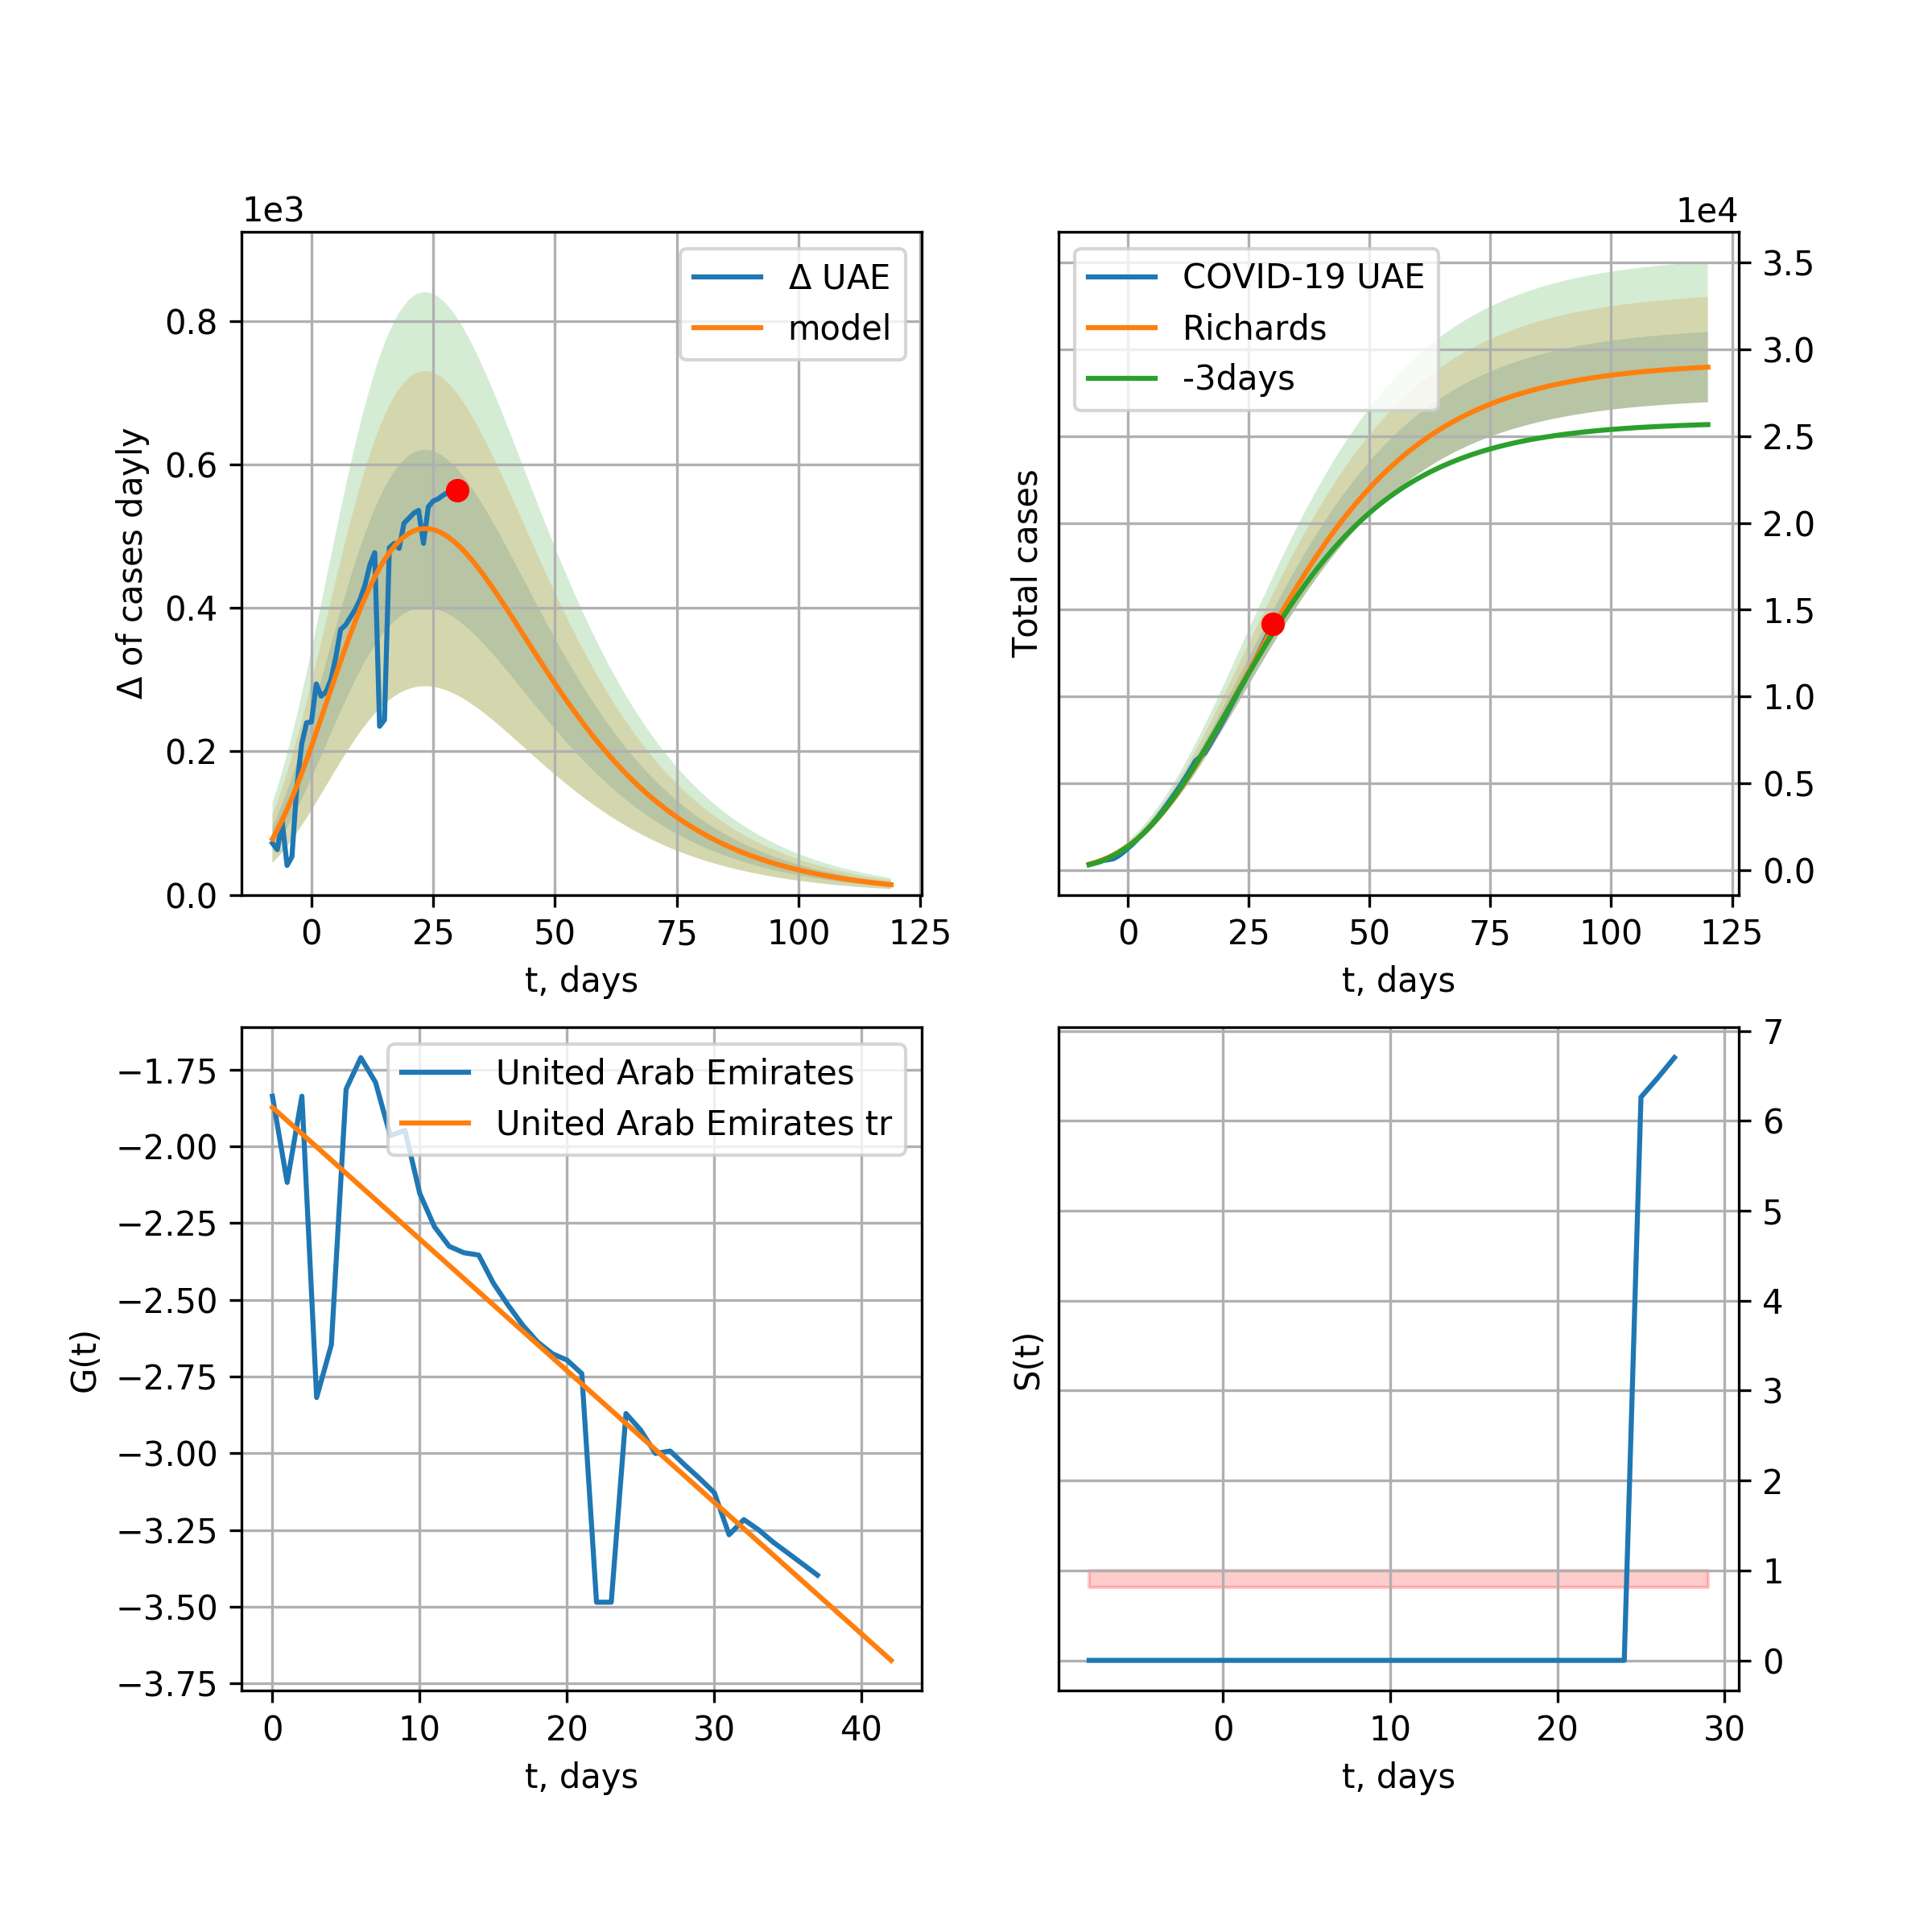 1e3
Δ UAE
model
0.8
0.6
0.4
0.2
0.0
Δ of cases dayly
0 25 50 75 100 125
t, days
1e4
COVID-19 UAE
Richards
-3days
3.5
3.0
2.5
2.0
1.5
1.0
0.5
0.0
Total cases
0 25 50 75 100 125
t, days
United Arab Emirates
United Arab Emirates tr
−1.75
−2.00
−2.25
−2.50
−2.75
−3.00
−3.25
−3.50
−3.75
G(t)
0 10 20 30 40
t, days
7
6
5
4
3
2
1
0
S(t)
0 10 20 30
t, days